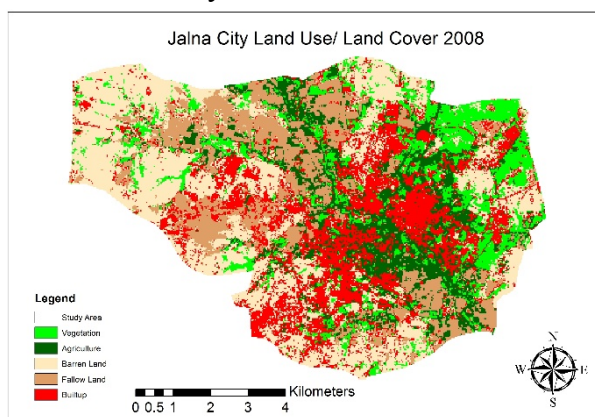 Jalna City Land Use/ Land Cover 2008
Legend
Study Area
Vegetation
Agriculture
Barren Land
Fallow Land
Builtup
Kilometers
0 0.5 1 2 3 4
N
W E
S